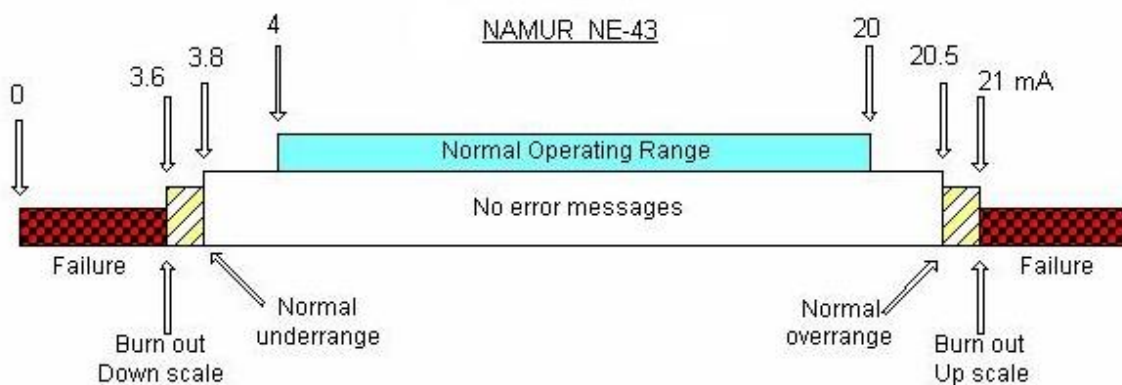 NAMUR NE-43
0
3.6
3.8
4
20
20.5
21 mA
Normal Operating Range
No error messages
Failure
Failure
Normal
underrange
Normal
overrange
Burn out
Down scale
Burn out
Up scale